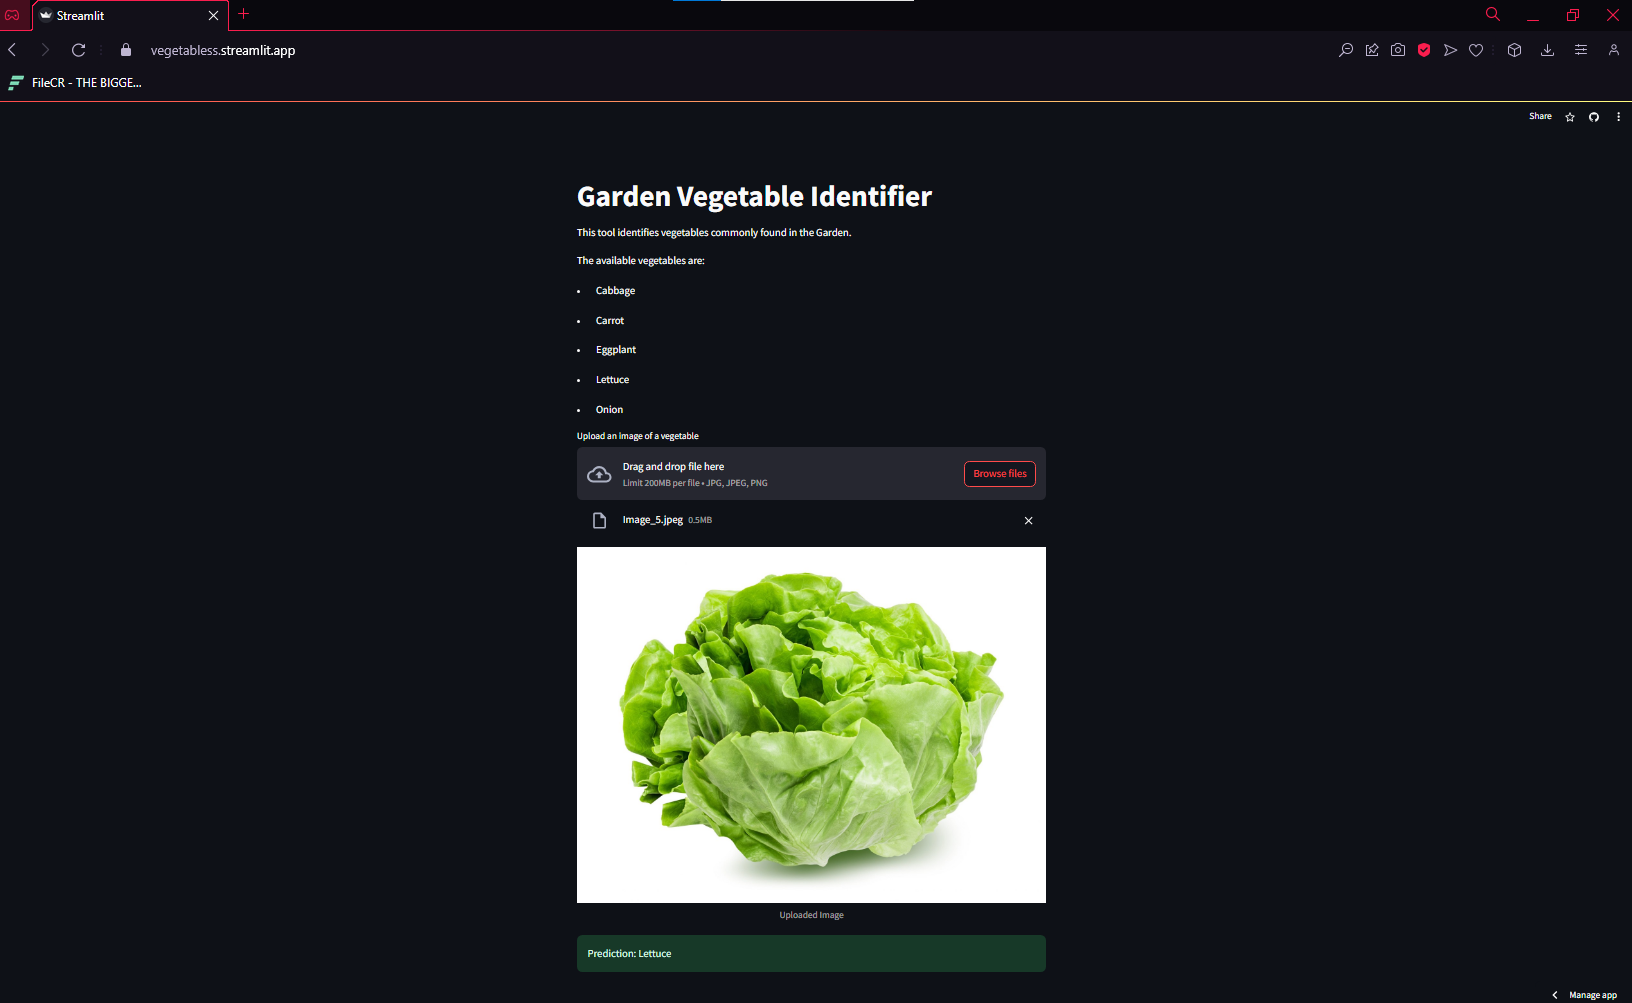 Streamlit
vegetabless.streamlit.app
FileCR - THE BIGGE...
Share
Garden Vegetable Identifier
This tool identifies vegetables commonly found in the Garden.
The available vegetables are:
• Cabbage
• Carrot
• Eggplant
• Lettuce
• Onion
Upload an image of a vegetable
Drag and drop file here
Limit 200MB per file • JPG, JPEG, PNG
Browse files
Image_5.jpeg 0.5MB
Uploaded Image
Prediction: Lettuce
Manage app